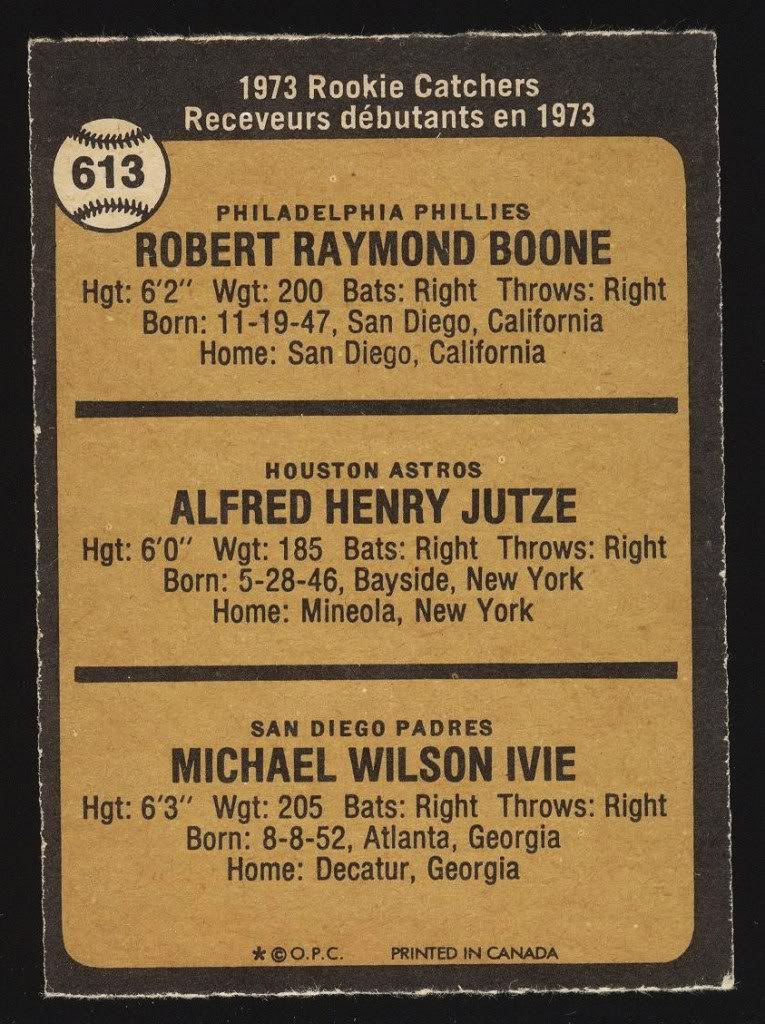 1973 Rookie Catchers
Receveurs débutants en 1973
613
PHILADELPHIA PHILLIES
ROBERT RAYMOND BOONE
Hgt: 6'2" Wgt: 200 Bats: Right Throws: Right
Born: 11-19-47, San Diego, California
Home: San Diego, California
HOUSTON ASTROS
ALFRED HENRY JUTZE
Hgt: 6'0" Wgt: 185 Bats: Right Throws: Right
Born: 5-28-46, Bayside, New York
Home: Mineola, New York
SAN DIEGO PADRES
MICHAEL WILSON IVIE
Hgt: 6'3" Wgt: 205 Bats: Right Throws: Right
Born: 8-8-52, Atlanta, Georgia
Home: Decatur, Georgia
* © O.P.C. PRINTED IN CANADA